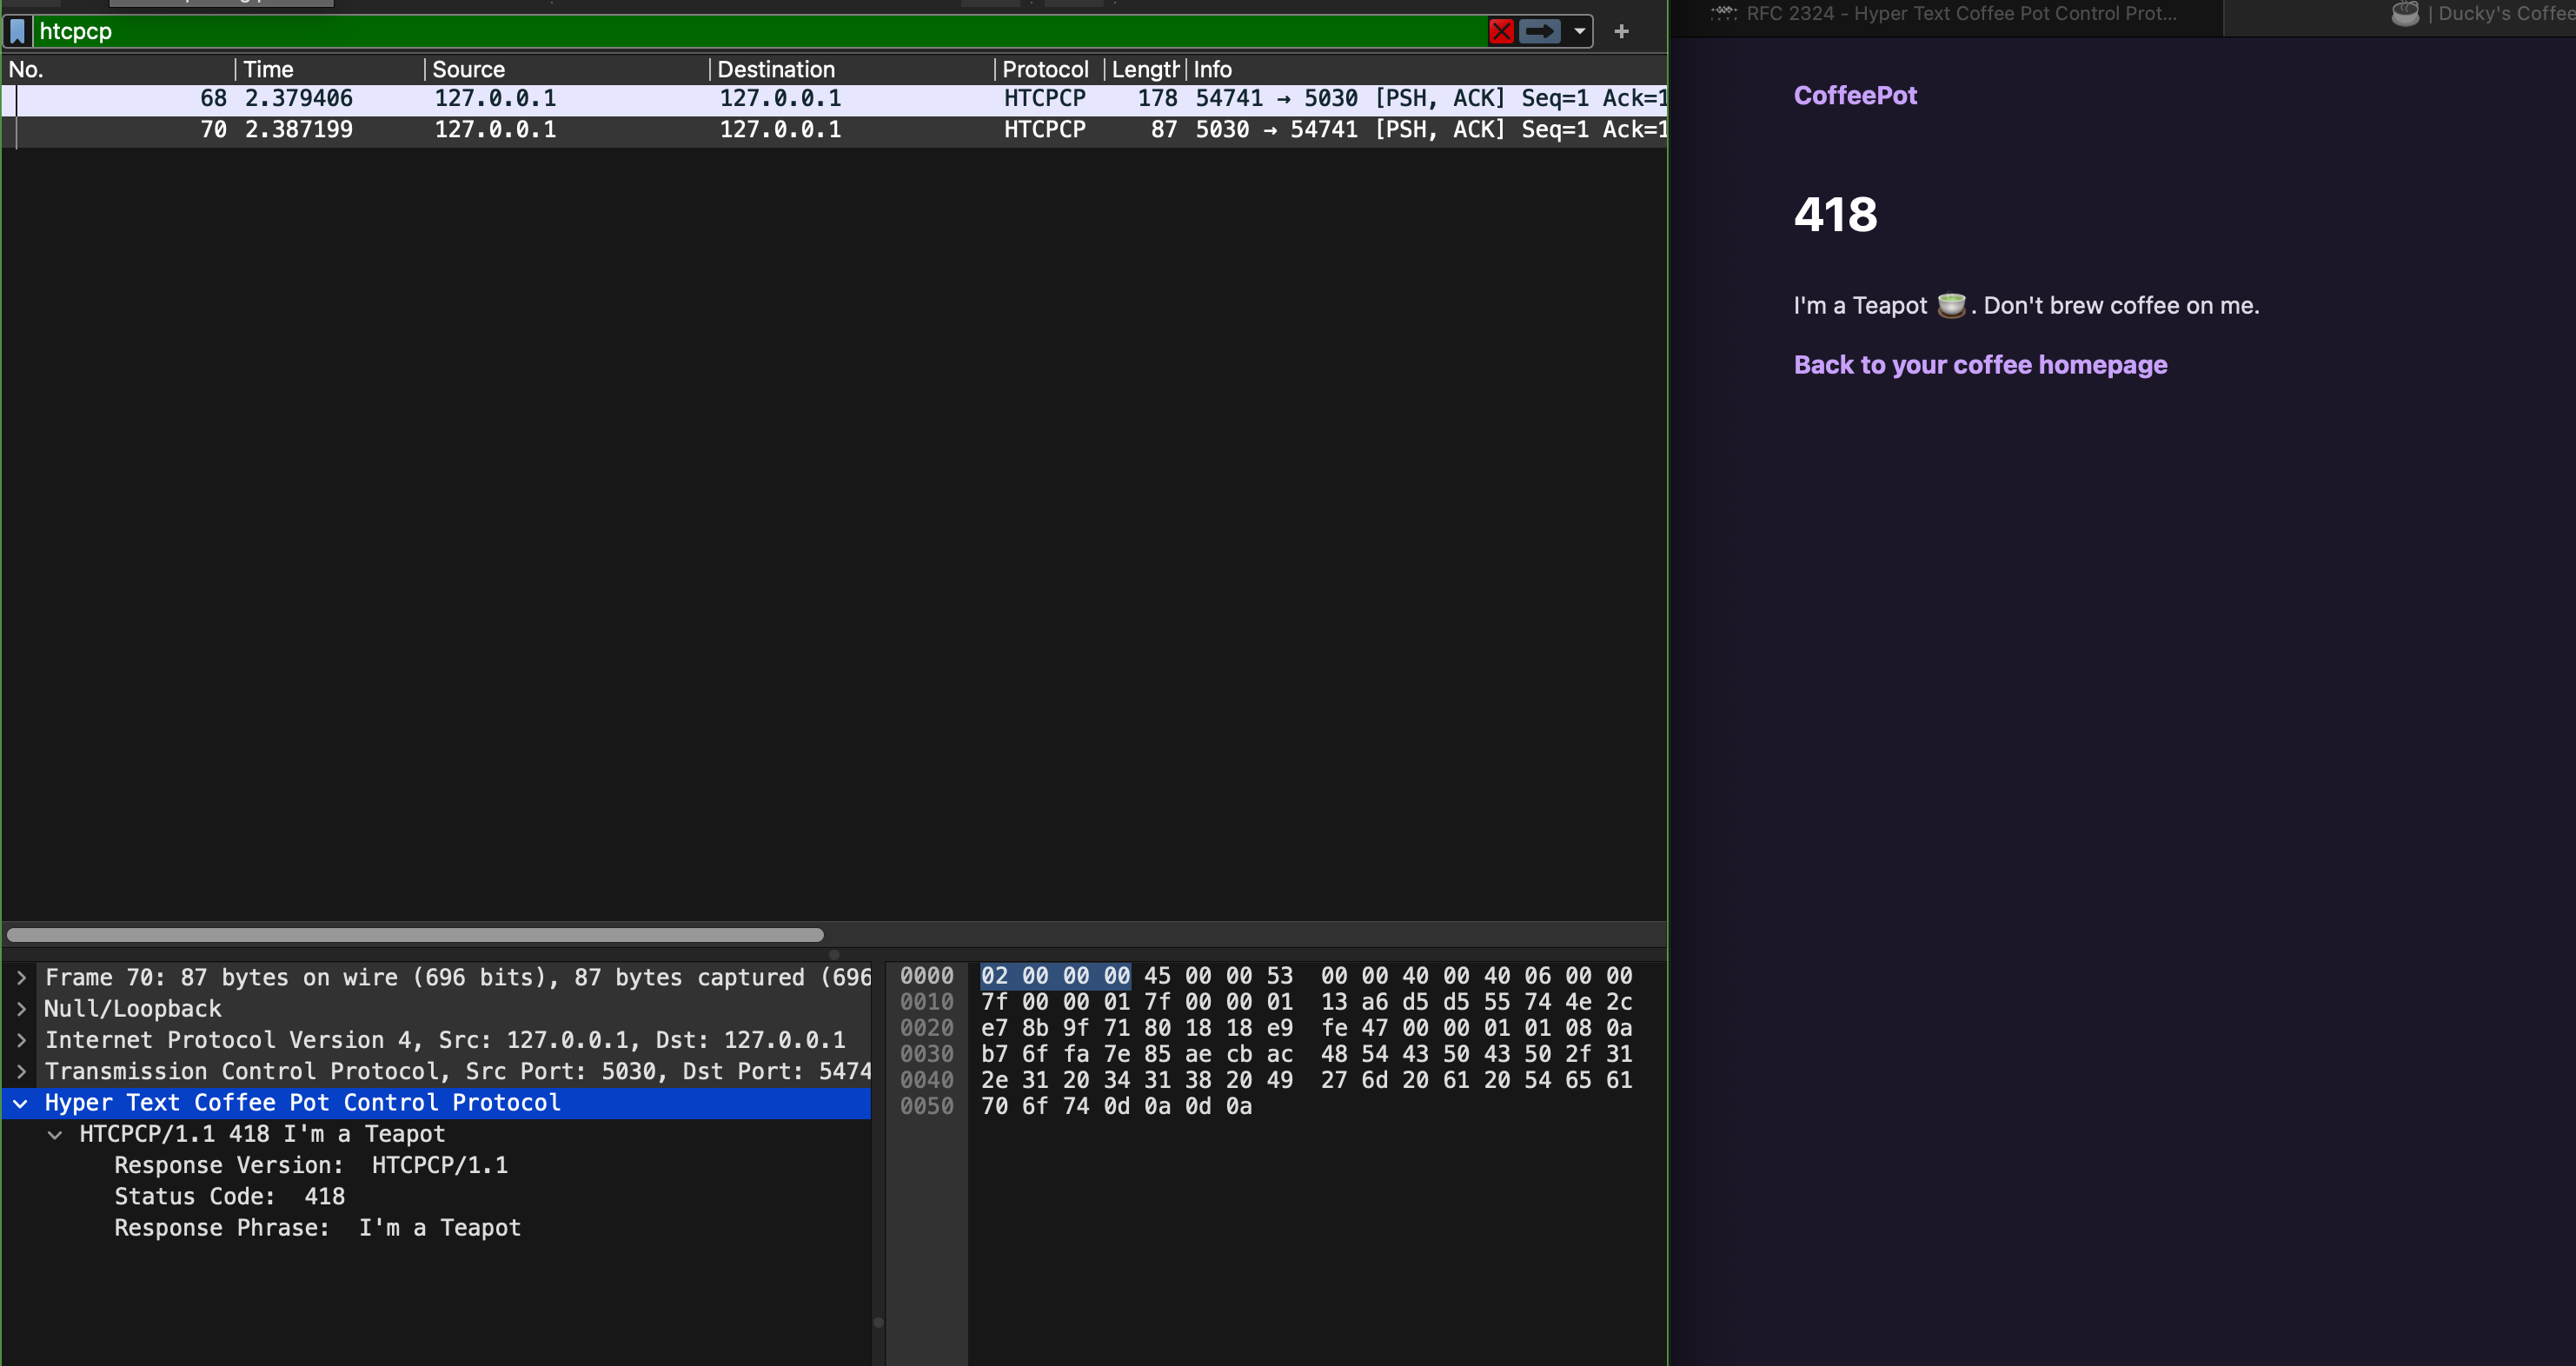 htcpcp
No. Time Source Destination Protocol Length Info
68 2.379406 127.0.0.1 127.0.0.1 HTCPCP 178 54741 → 5030 [PSH, ACK] Seq=1 Ack=1
70 2.387199 127.0.0.1 127.0.0.1 HTCPCP 87 5030 → 54741 [PSH, ACK] Seq=1 Ack=1
Frame 70: 87 bytes on wire (696 bits), 87 bytes captured (696
Null/Loopback
Internet Protocol Version 4, Src: 127.0.0.1, Dst: 127.0.0.1
Transmission Control Protocol, Src Port: 5030, Dst Port: 5474
Hyper Text Coffee Pot Control Protocol
HTCPCP/1.1 418 I'm a Teapot
Response Version: HTCPCP/1.1
Status Code: 418
Response Phrase: I'm a Teapot
0000 02 00 00 00 45 00 00 53 00 00 40 00 40 06 00 00
0010 7f 00 00 01 7f 00 00 01 13 a6 d5 d5 55 74 4e 2c
0020 e7 8b 9f 71 80 18 18 e9 fe 47 00 00 01 01 08 0a
0030 b7 6f fa 7e 85 ae cb ac 48 54 43 50 43 50 2f 31
0040 2e 31 20 34 31 38 20 49 27 6d 20 61 20 54 65 61
0050 70 6f 74 0d 0a 0d 0a
RFC 2324 - Hyper Text Coffee Pot Control Prot...
| Ducky's Coffee
CoffeePot
418
I'm a Teapot 🍵. Don't brew coffee on me.
Back to your coffee homepage